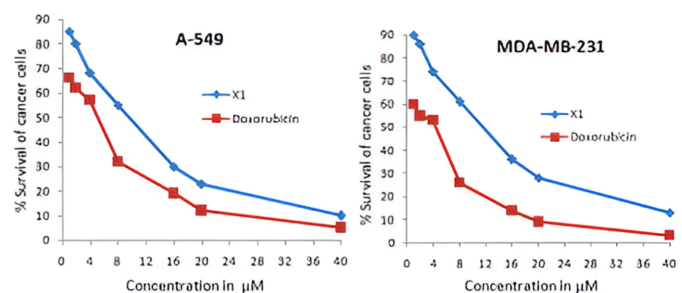 A-549
% Survival of cancer cells
90
80
70
60
50
40
30
20
10
0
X1
Doxorubicin
0 4 8 12 16 20 24 28 32 36 40
Concentration in µM
MDA-MB-231
% Survival of cancer cells
90
80
70
60
50
40
30
20
10
0
X1
Doxorubicin
0 4 8 12 16 20 24 28 32 36 40
Concentration in µM